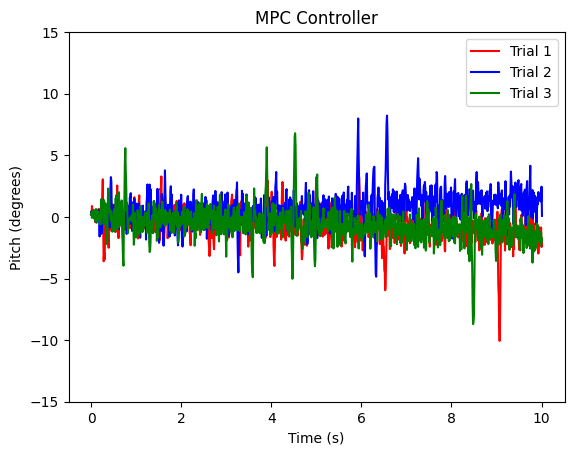 MPC Controller
Trial 1
Trial 2
Trial 3
15
10
5
0
−5
−10
−15
Pitch (degrees)
0 2 4 6 8 10
Time (s)